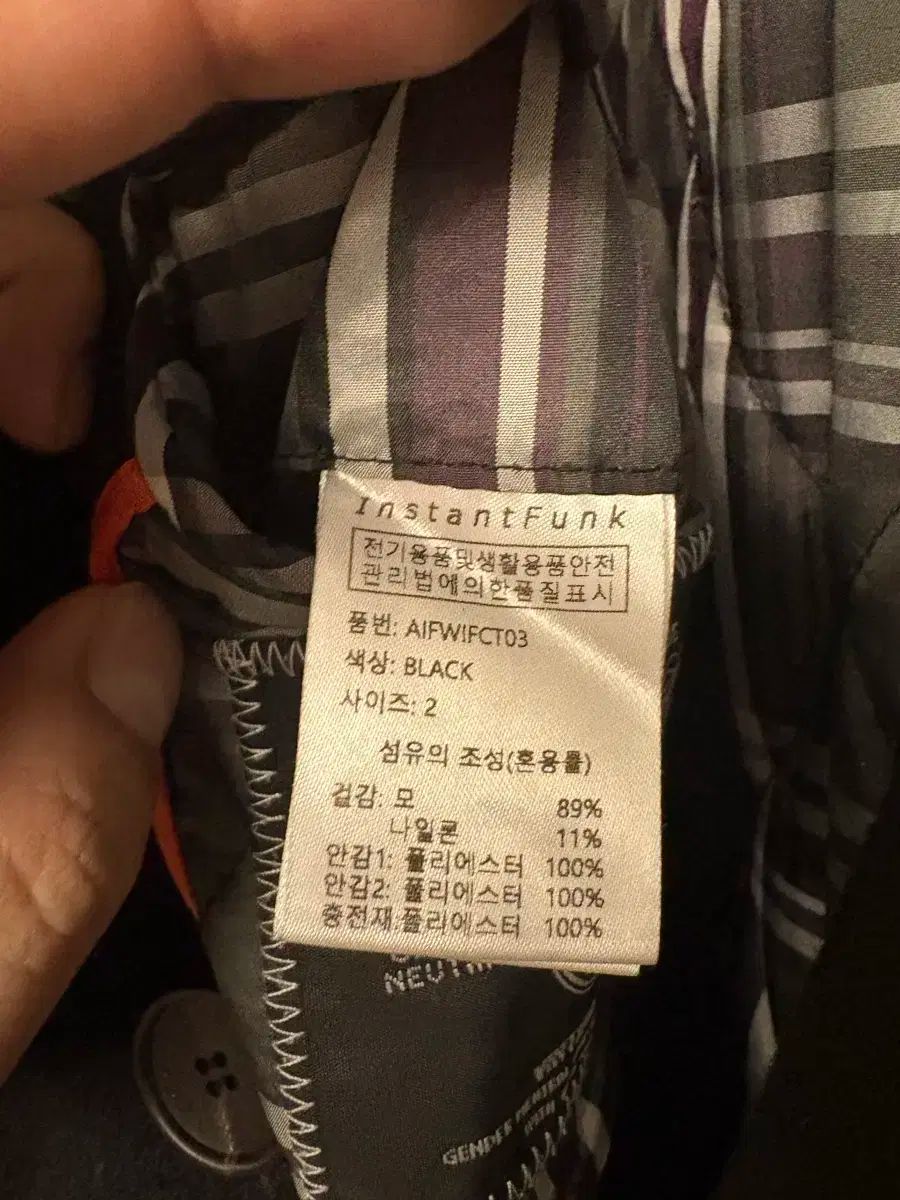 InstantFunk
전기용품및생활용품안전
관리법에의한품질표시
품번: AIFWIFCT03
색상: BLACK
사이즈: 2
섬유의 조성(혼용률)
겉감: 모 89%
나일론 11%
안감1: 폴리에스터 100%
안감2: 폴리에스터 100%
충전재:폴리에스터 100%
GENDER